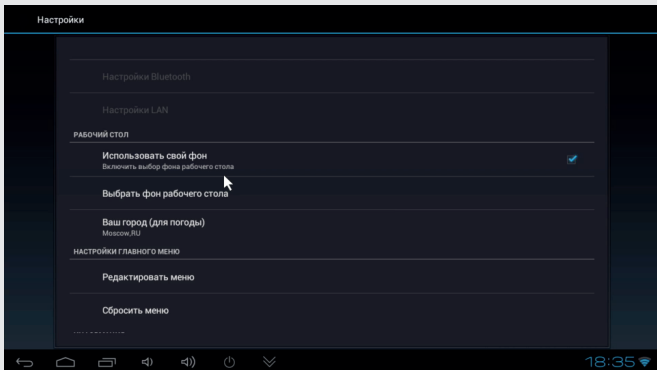 Настройки
Настройки Bluetooth
Настройки LAN
РАБОЧИЙ СТОЛ
Использовать свой фон
Включить выбор фона рабочего стола
Выбрать фон рабочего стола
Ваш город (для погоды)
Moscow,RU
НАСТРОЙКИ ГЛАВНОГО МЕНЮ
Редактировать меню
Сбросить меню
18:35